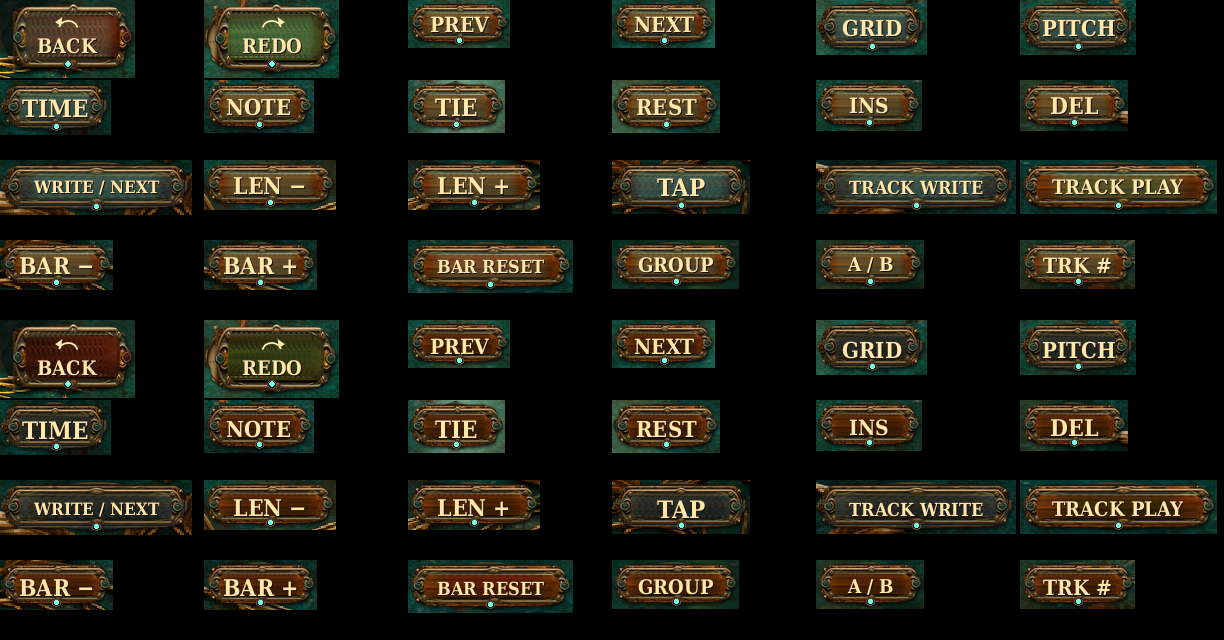 BACK REDO PREV NEXT GRID PITCH
TIME NOTE TIE REST INS DEL
WRITE / NEXT LEN − LEN + TAP TRACK WRITE TRACK PLAY
BAR − BAR + BAR RESET GROUP A / B TRK #
BACK REDO PREV NEXT GRID PITCH
TIME NOTE TIE REST INS DEL
WRITE / NEXT LEN − LEN + TAP TRACK WRITE TRACK PLAY
BAR − BAR + BAR RESET GROUP A / B TRK #